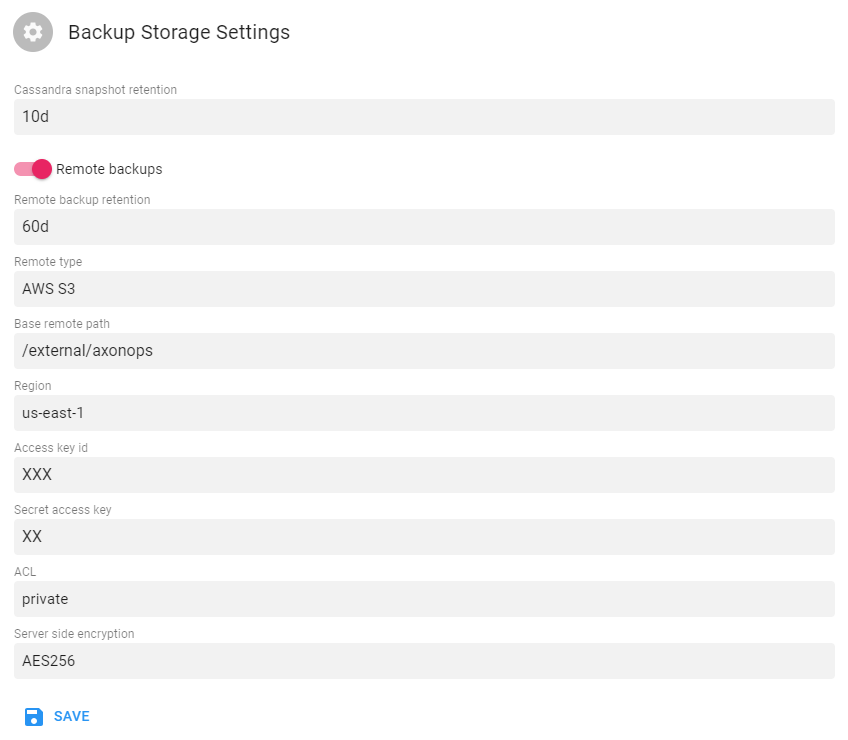 Backup Storage Settings
Cassandra snapshot retention
10d
Remote backups
Remote backup retention
60d
Remote type
AWS S3
Base remote path
/external/axonops
Region
us-east-1
Access key id
XXX
Secret access key
XX
ACL
private
Server side encryption
AES256
SAVE